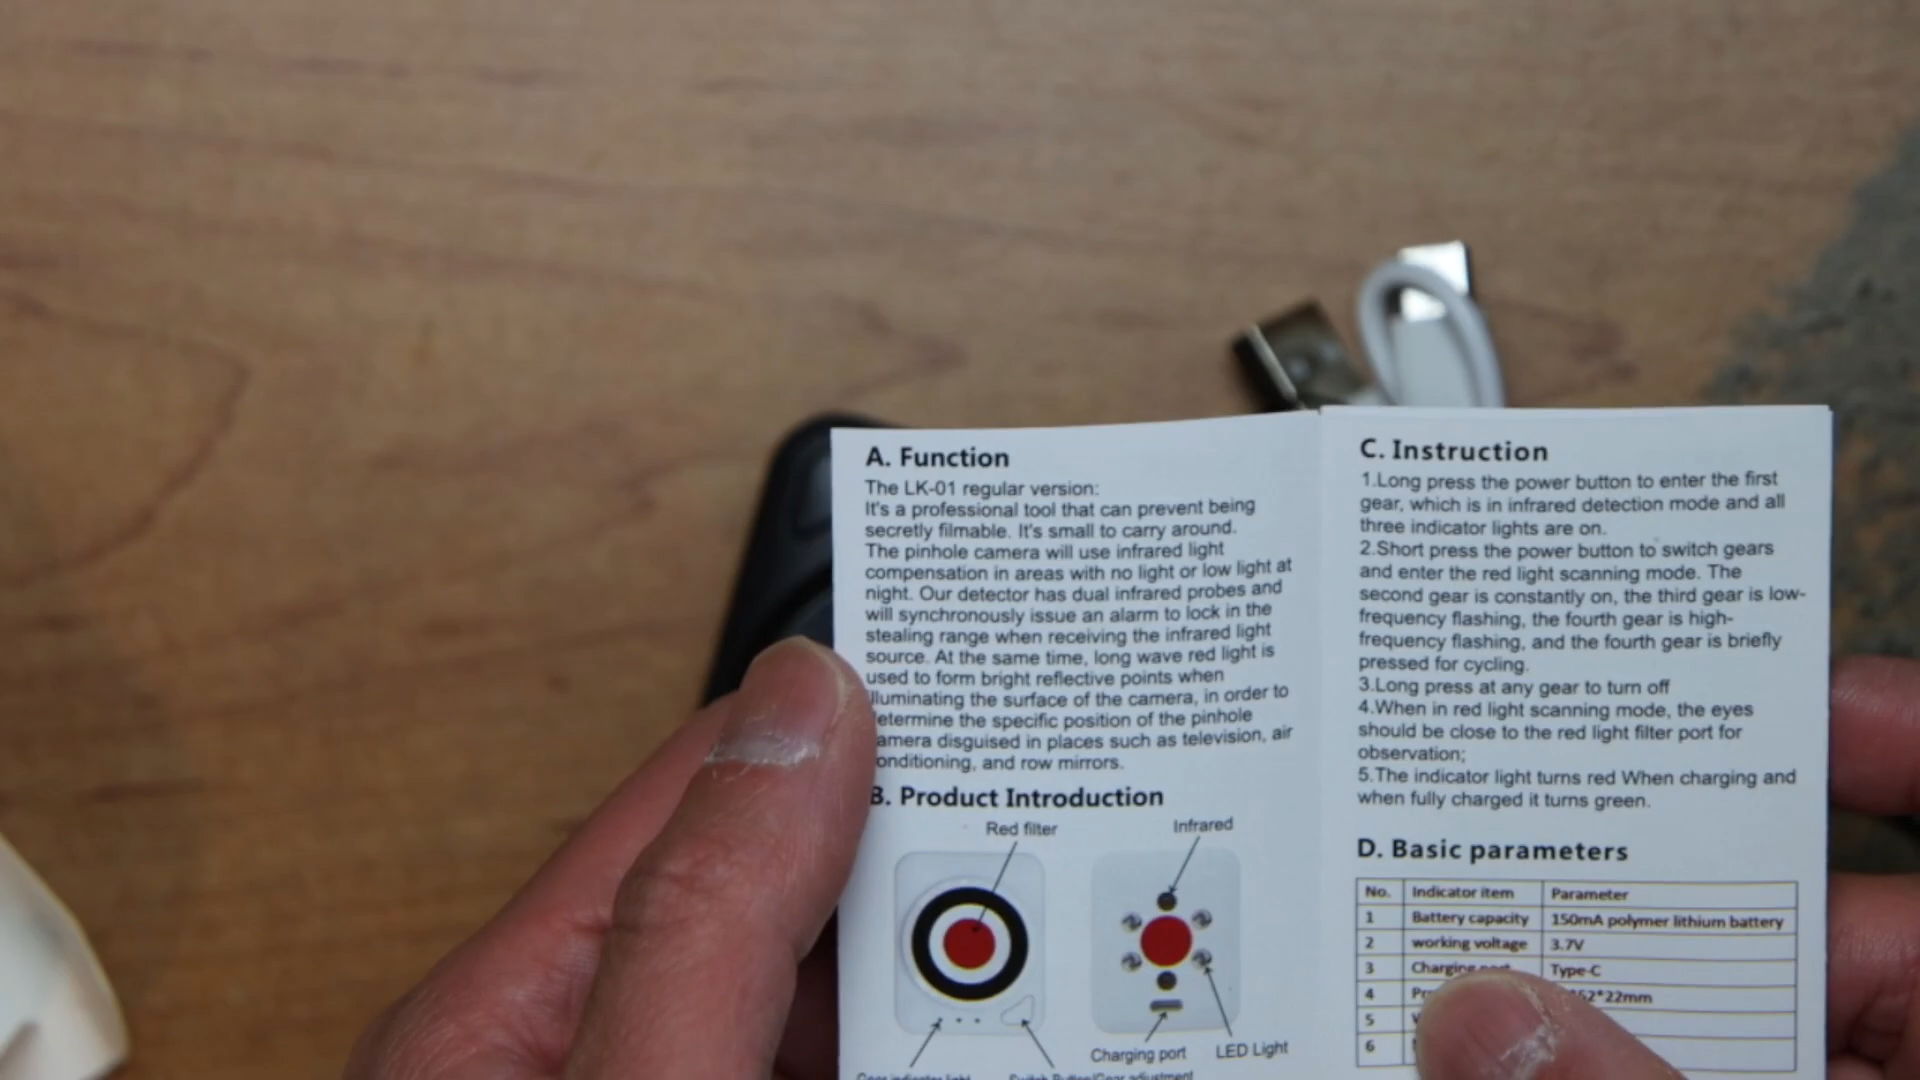 A. Function
The LK-01 regular version:
It's a professional tool that can prevent being
secretly filmable. It's small to carry around.
The pinhole camera will use infrared light
compensation in areas with no light or low light at
night. Our detector has dual infrared probes and
will synchronously issue an alarm to lock in the
stealing range when receiving the infrared light
source. At the same time, long wave red light is
used to form bright reflective points when
illuminating the surface of the camera, in order to
determine the specific position of the pinhole
camera disguised in places such as television, air
conditioning, and row mirrors.
B. Product Introduction
Red filter
Infrared
Charging port
LED Light
Gear indicator light
Switch Button/Gear adjustment
C. Instruction
1.Long press the power button to enter the first
gear, which is in infrared detection mode and all
three indicator lights are on.
2.Short press the power button to switch gears
and enter the red light scanning mode. The
second gear is constantly on, the third gear is low-
frequency flashing, the fourth gear is high-
frequency flashing, and the fourth gear is briefly
pressed for cycling.
3.Long press at any gear to turn off
4.When in red light scanning mode, the eyes
should be close to the red light filter port for
observation;
5.The indicator light turns red When charging and
when fully charged it turns green.
D. Basic parameters
No. Indicator item Parameter
1 Battery capacity 150mA polymer lithium battery
2 working voltage 3.7V
3 Charging port Type-C
4 62*22mm
5
6